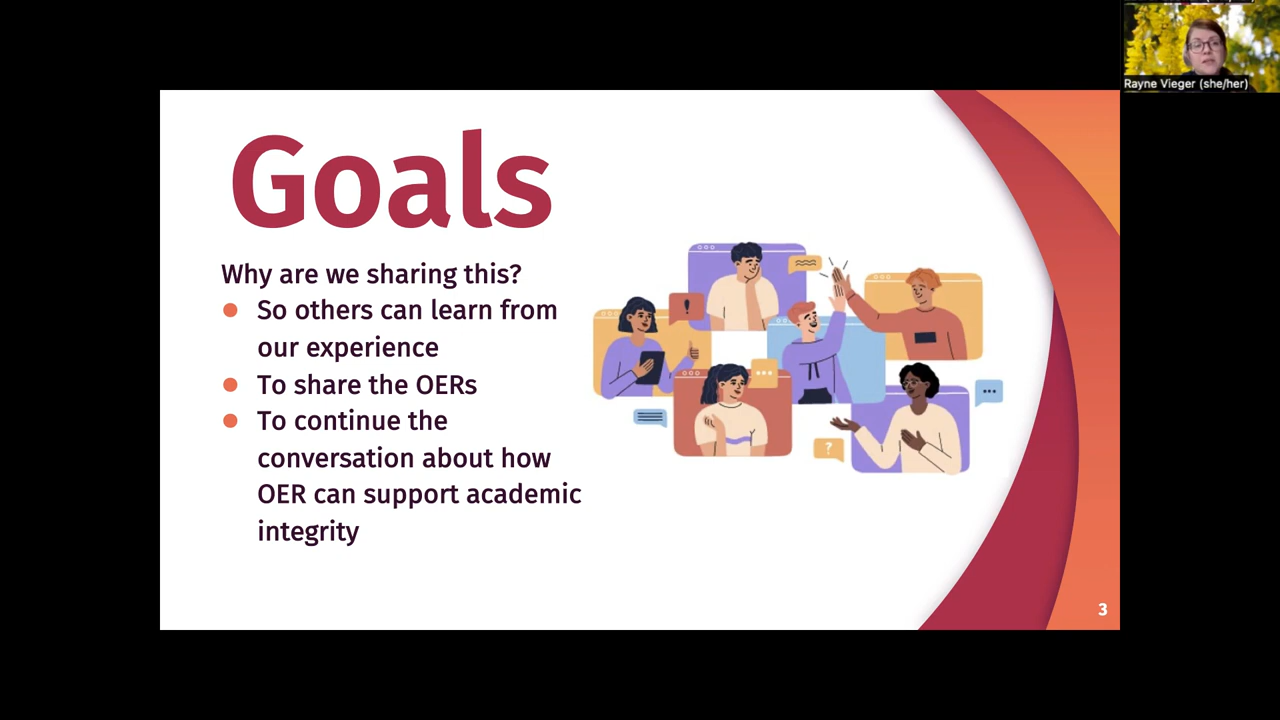 Rayne Vieger (she/her)
Goals
Why are we sharing this?
So others can learn from
our experience
To share the OERs
To continue the
conversation about how
OER can support academic
integrity
!
?
3